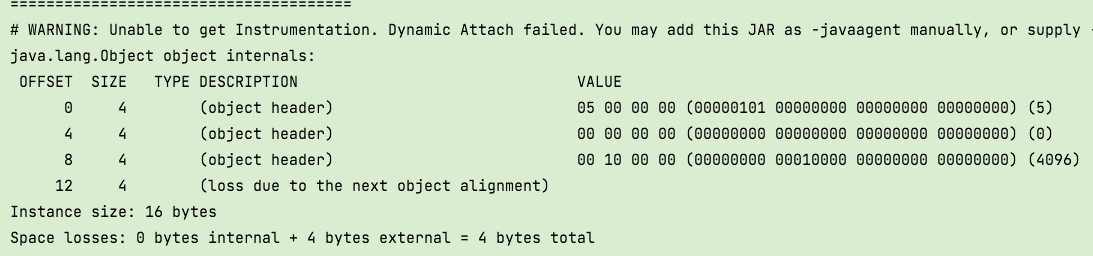 ======================================
# WARNING: Unable to get Instrumentation. Dynamic Attach failed. You may add this JAR as -javaagent manually, or supply
java.lang.Object object internals:
 OFFSET  SIZE   TYPE DESCRIPTION                               VALUE
      0     4        (object header)                           05 00 00 00 (00000101 00000000 00000000 00000000) (5)
      4     4        (object header)                           00 00 00 00 (00000000 00000000 00000000 00000000) (0)
      8     4        (object header)                           00 10 00 00 (00000000 00010000 00000000 00000000) (4096)
     12     4        (loss due to the next object alignment)
Instance size: 16 bytes
Space losses: 0 bytes internal + 4 bytes external = 4 bytes total